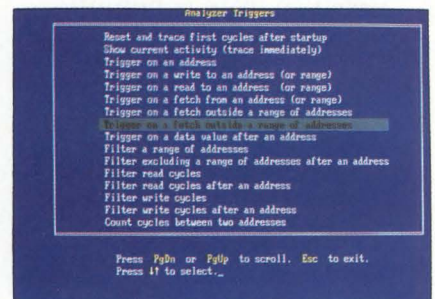 Analyzer Triggers
Reset and trace first cycles after startup
Show current activity (trace immediately)
Trigger on an address
Trigger on a write to an address (or range)
Trigger on a read to an address (or range)
Trigger on a fetch from an address (or range)
Trigger on a fetch outside a range of addresses
Trigger on a fetch outside a range of addresses
Trigger on a data value after an address
Filter a range of addresses
Filter excluding a range of addresses after an address
Filter read cycles
Filter read cycles after an address
Filter write cycles
Filter write cycles after an address
Count cycles between two addresses
Press PgDn or PgUp to scroll. Esc to exit.
Press ↓↑ to select._